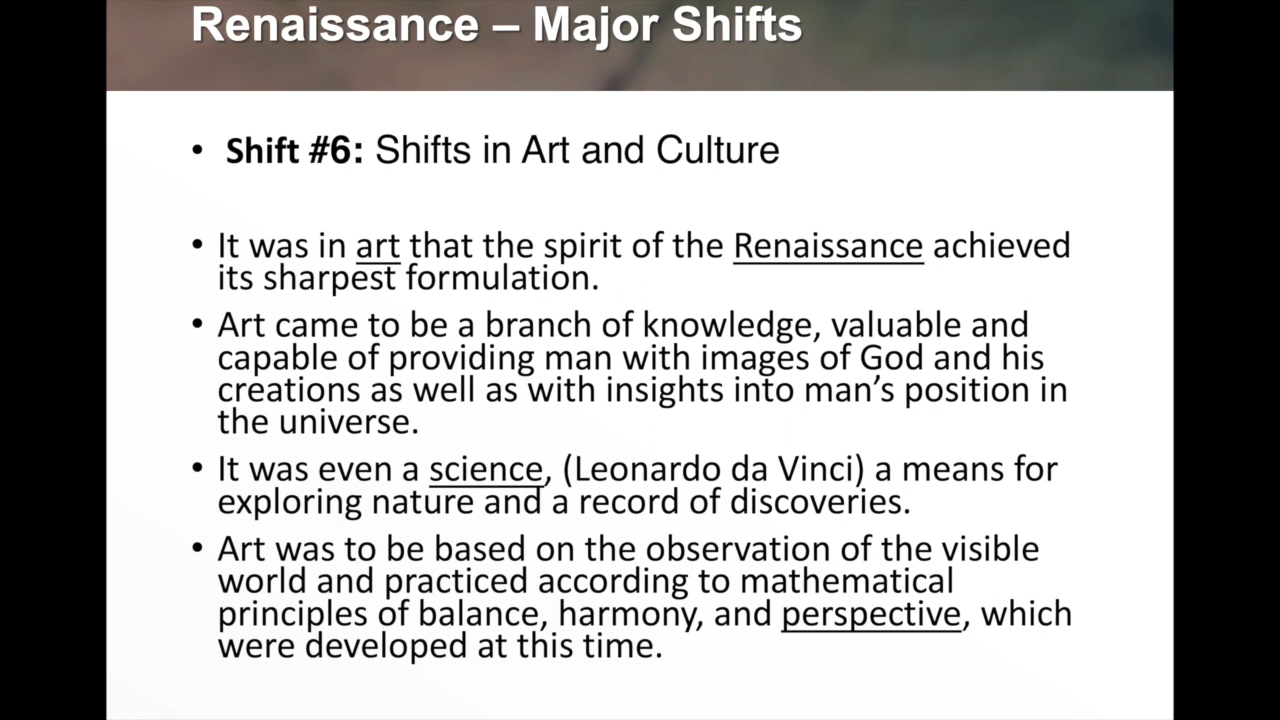 Renaissance – Major Shifts
• Shift #6: Shifts in Art and Culture
• It was in art that the spirit of the Renaissance achieved
its sharpest formulation.
• Art came to be a branch of knowledge, valuable and
capable of providing man with images of God and his
creations as well as with insights into man’s position in
the universe.
• It was even a science, (Leonardo da Vinci) a means for
exploring nature and a record of discoveries.
• Art was to be based on the observation of the visible
world and practiced according to mathematical
principles of balance, harmony, and perspective, which
were developed at this time.